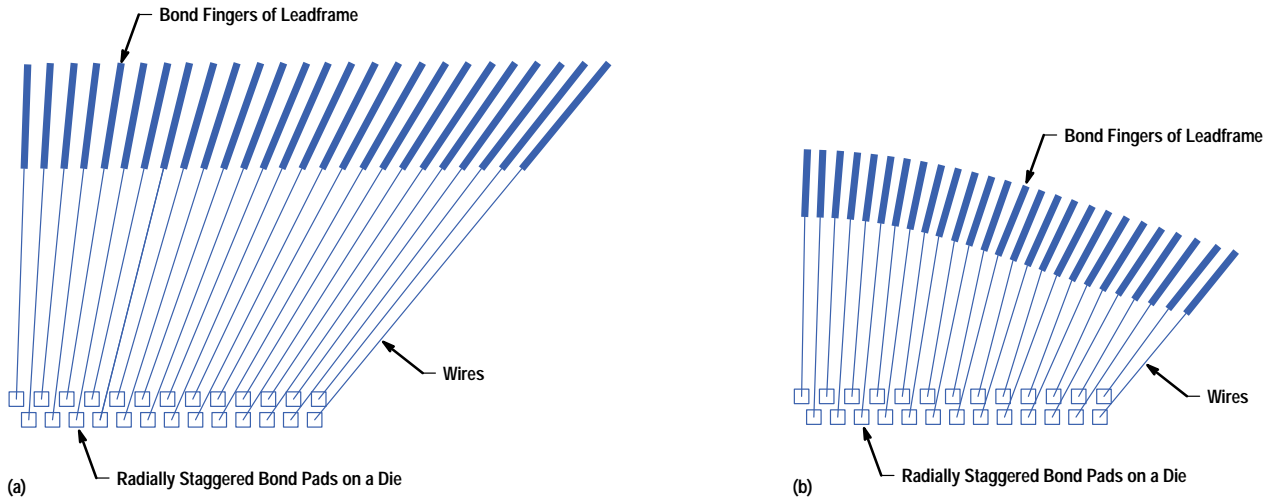 Bond Fingers of Leadframe
Wires
Radially Staggered Bond Pads on a Die
(a)
Bond Fingers of Leadframe
Wires
Radially Staggered Bond Pads on a Die
(b)